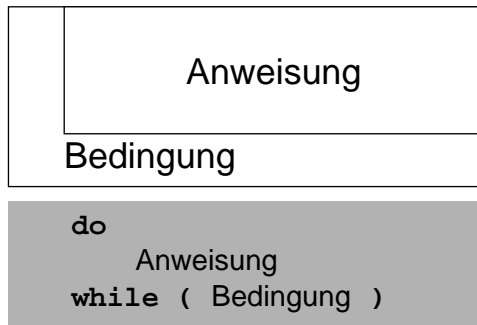 Anweisung
Bedingung
do
Anweisung
while ( Bedingung )